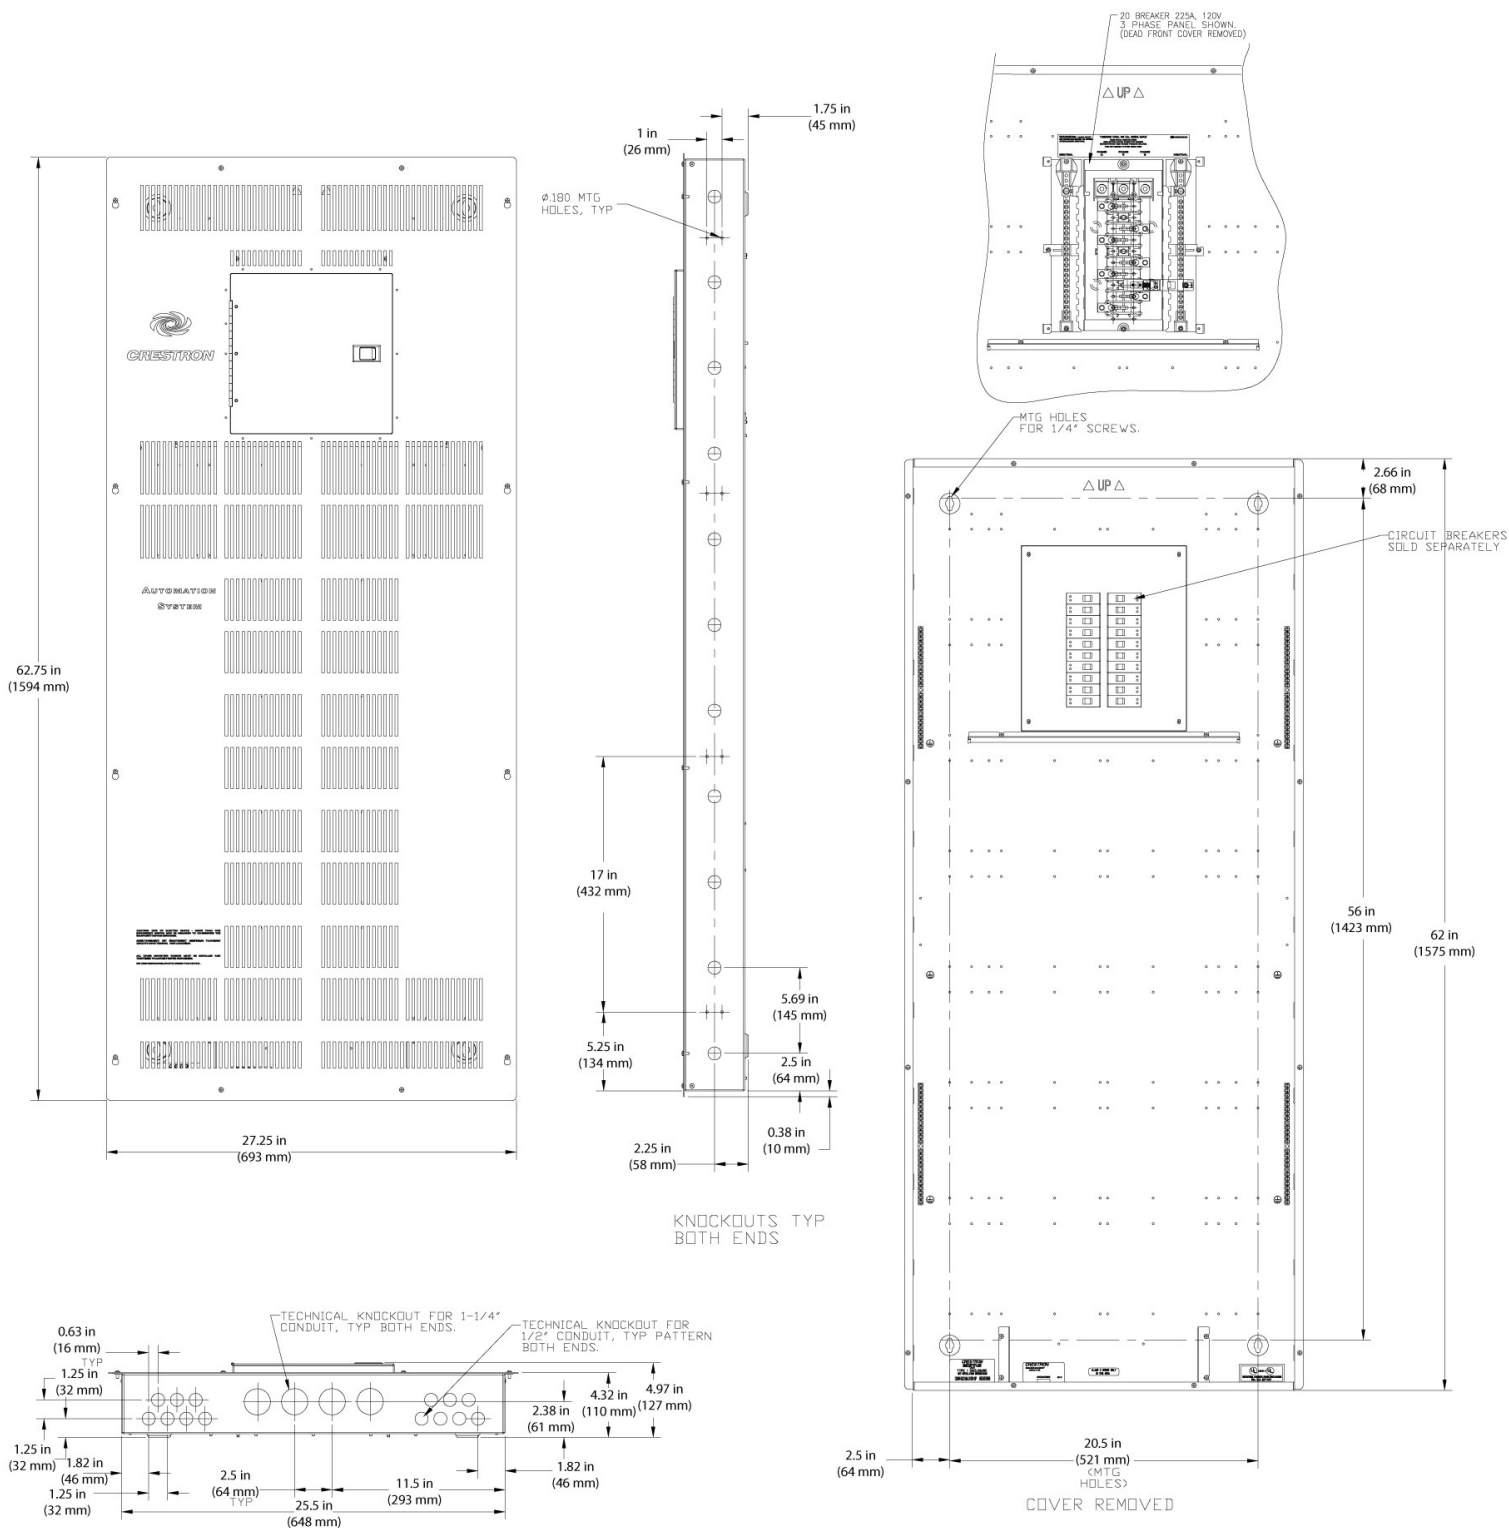 20 BREAKER 225A, 120V
3 PHASE PANEL SHOWN.
(DEAD FRONT COVER REMOVED)
△ UP △
NEUTRAL
NEUTRAL
1.75 in
(45 mm)
1 in
(26 mm)
Ø.180 MTG
HOLES, TYP
CRESTRON
AUTOMATION
SYSTEM
62.75 in
(1594 mm)
27.25 in
(693 mm)
17 in
(432 mm)
5.25 in
(134 mm)
5.69 in
(145 mm)
2.5 in
(64 mm)
0.38 in
(10 mm)
2.25 in
(58 mm)
KNOCKOUTS TYP
BOTH ENDS
MTG HOLES
FOR 1/4" SCREWS.
△ UP △
2.66 in
(68 mm)
CIRCUIT BREAKERS
SOLD SEPARATELY
56 in
(1423 mm)
62 in
(1575 mm)
2.5 in
(64 mm)
20.5 in
(521 mm)
(MTG
HOLES)
COVER REMOVED
TECHNICAL KNOCKOUT FOR 1-1/4"
CONDUIT, TYP BOTH ENDS.
TECHNICAL KNOCKOUT FOR
1/2" CONDUIT, TYP PATTERN
BOTH ENDS.
0.63 in
(16 mm)
TYP
1.25 in
(32 mm)
1.25 in
(32 mm)
1.82 in
(46 mm)
1.25 in
(32 mm)
2.5 in
(64 mm)
TYP
11.5 in
(293 mm)
25.5 in
(648 mm)
1.82 in
(46 mm)
2.38 in
(61 mm)
4.32 in
(110 mm)
4.97 in
(127 mm)